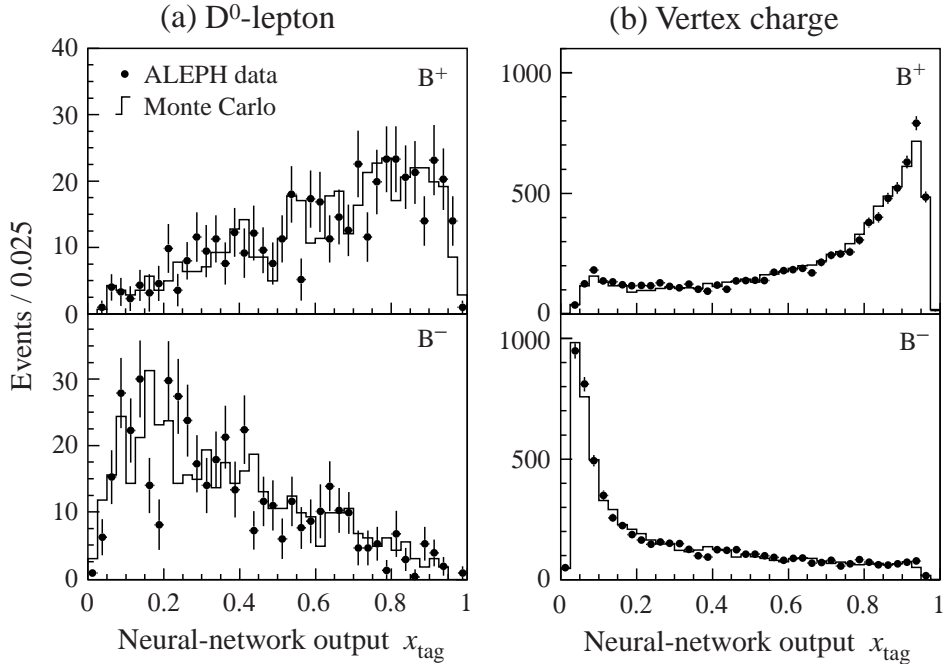 (a) D⁰-lepton
(b) Vertex charge
Events / 0.025
40
30
20
10
0
ALEPH data
Monte Carlo
B⁺
1000
500
0
B⁺
30
20
10
0
B⁻
1000
500
0
B⁻
0 0.2 0.4 0.6 0.8 1
0 0.2 0.4 0.6 0.8 1
Neural-network output x_tag
Neural-network output x_tag